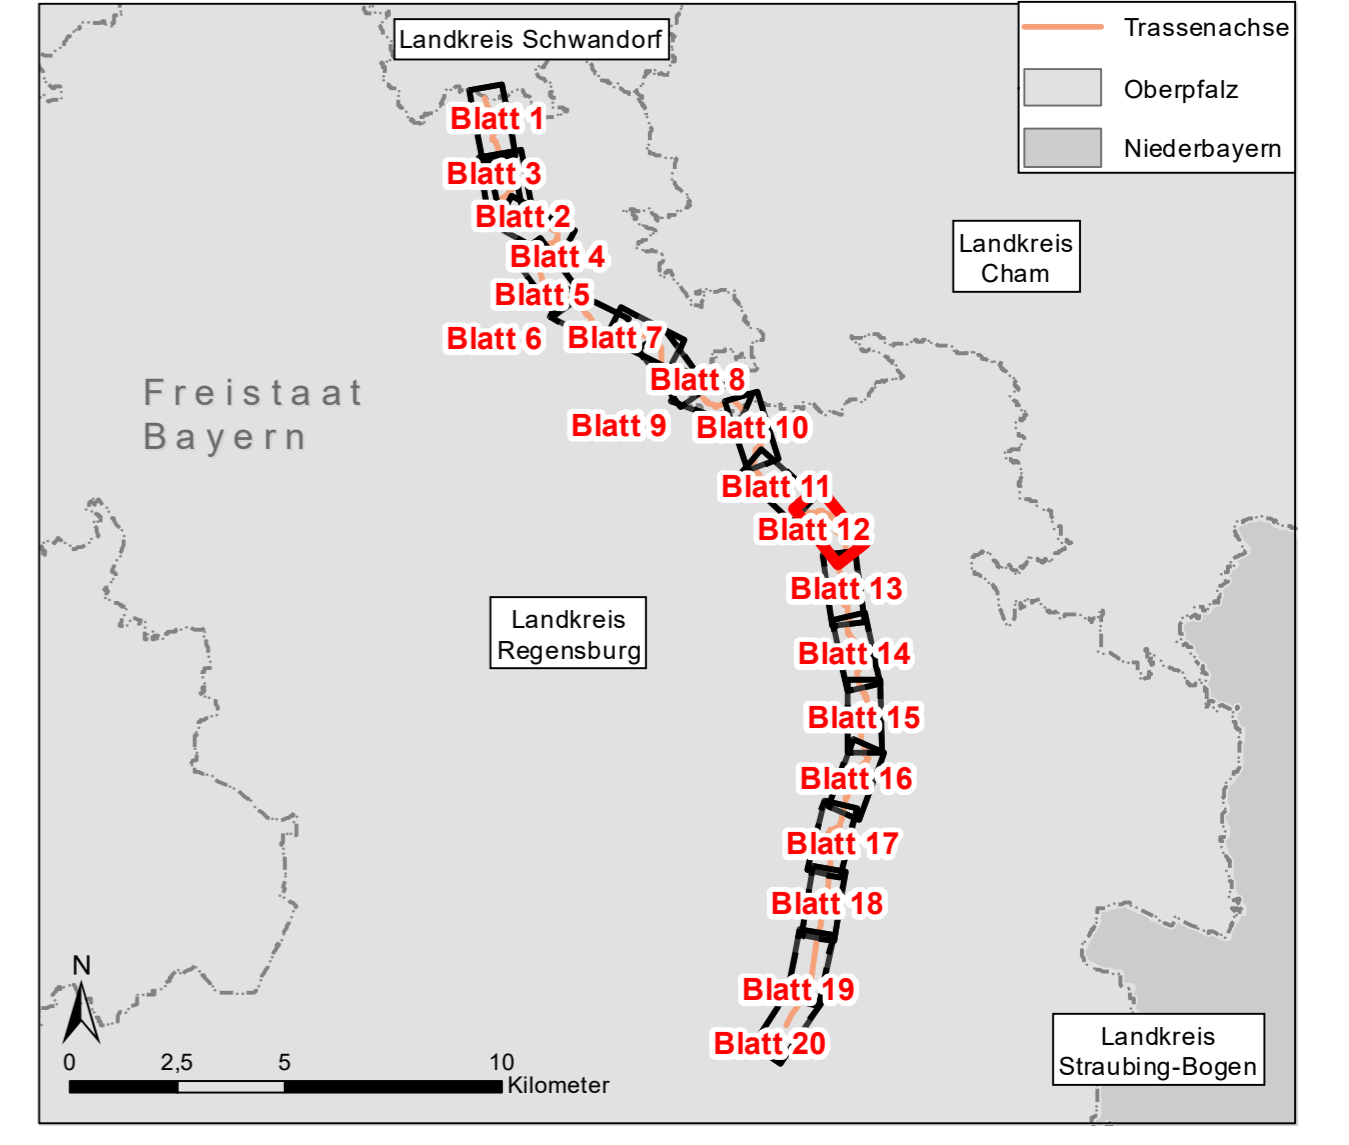 Landkreis Schwandorf
Trassenachse
Oberpfalz
Niederbayern
Blatt 1
Blatt 3
Blatt 2
Blatt 4
Blatt 5
Blatt 6
Blatt 7
Blatt 8
Blatt 9
Blatt 10
Blatt 11
Blatt 12
Blatt 13
Blatt 14
Blatt 15
Blatt 16
Blatt 17
Blatt 18
Blatt 19
Blatt 20
Landkreis
Cham
Freistaat
Bayern
Landkreis
Regensburg
Landkreis
Straubing-Bogen
N
0 2,5 5 10
Kilometer